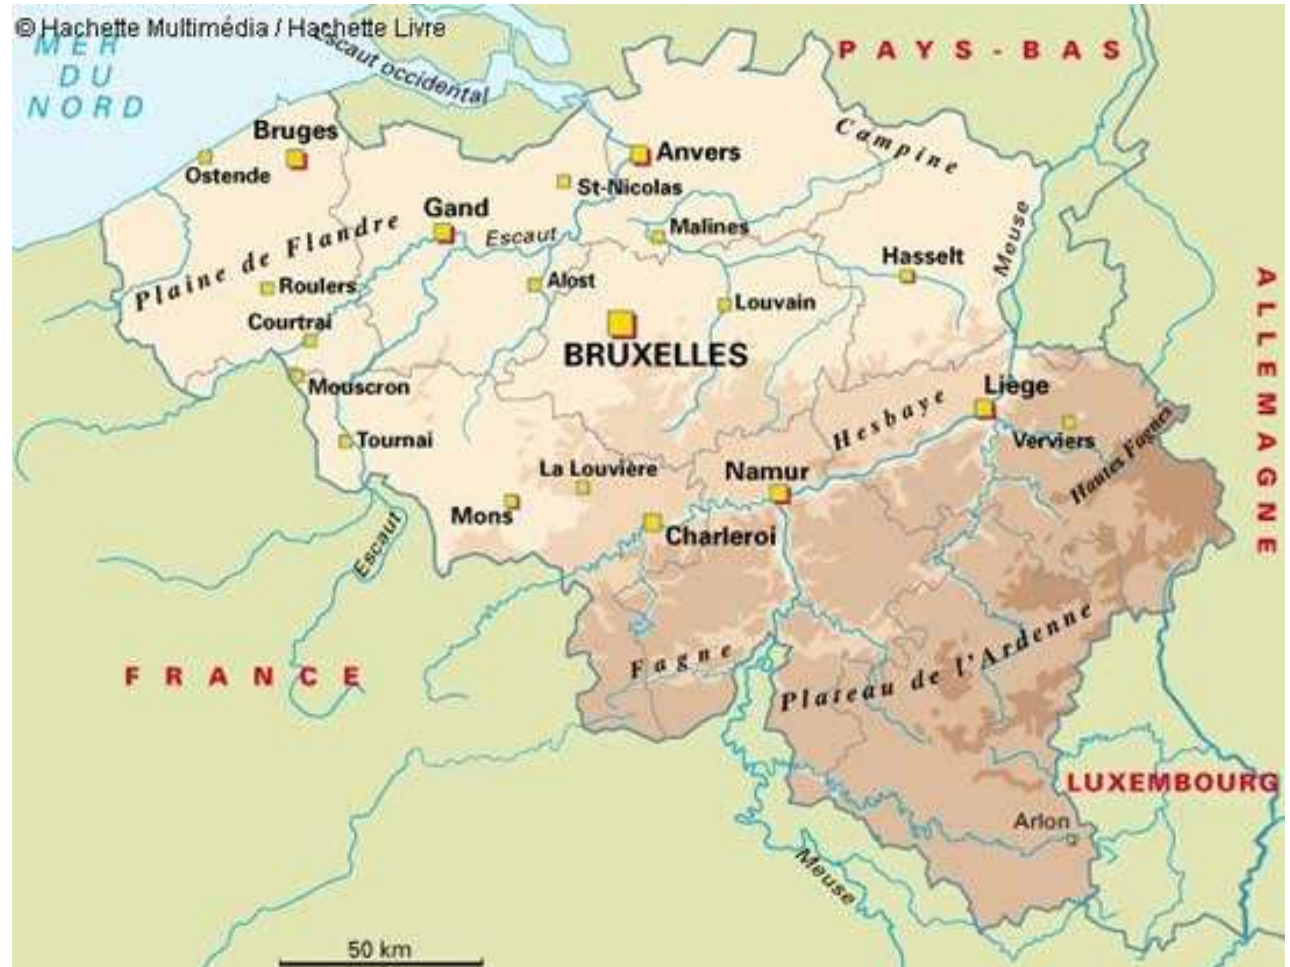 © Hachette Multimédia / Hachette Livre
MER
DU
NORD
Escaut occidental
PAYS-BAS
Campine
Bruges
Anvers
Ostende
St-Nicolas
Gand
Escaut
Malines
Plaine de Flandre
Meuse
Hasselt
ALLEMAGNE
Roulers
Alost
Louvain
Courtrai
BRUXELLES
Mouscron
Liège
Hesbaye
Tournai
Verviers
Hautes Fagnes
La Louvière
Namur
Mons
Charleroi
Escaut
FRANCE
Fagne
Plateau de l'Ardenne
LUXEMBOURG
Arlon
Meuse
50 km